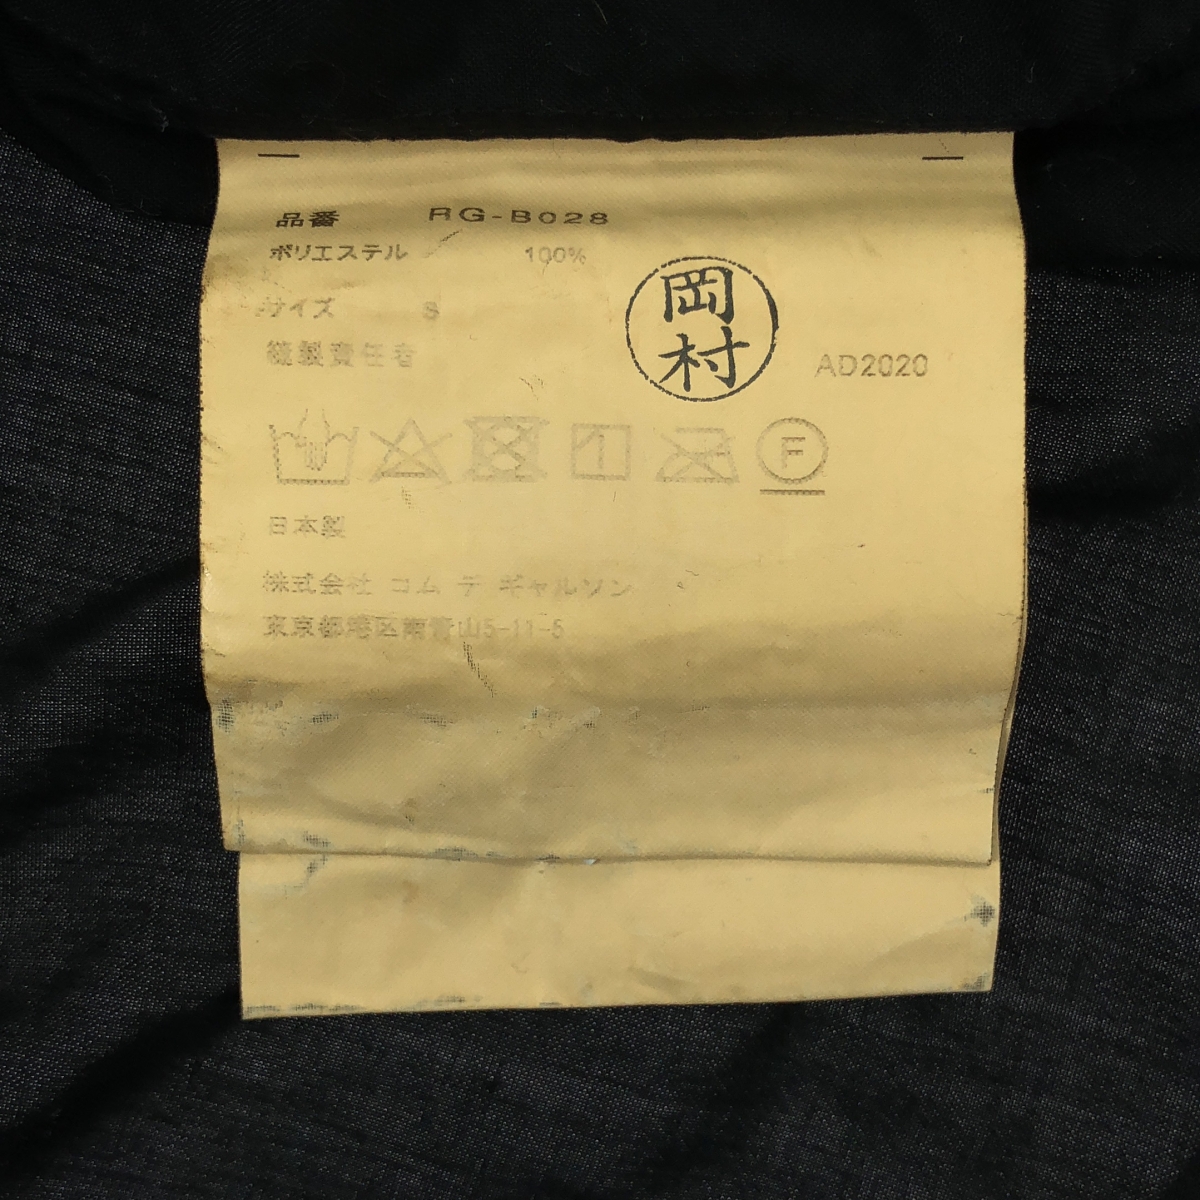 品番 RG-B028
ポリエステル 100%
サイズ S
縫製責任者 岡村 AD2020
F
日本製
株式会社 コム デ ギャルソン
東京都港区南青山5-11-5